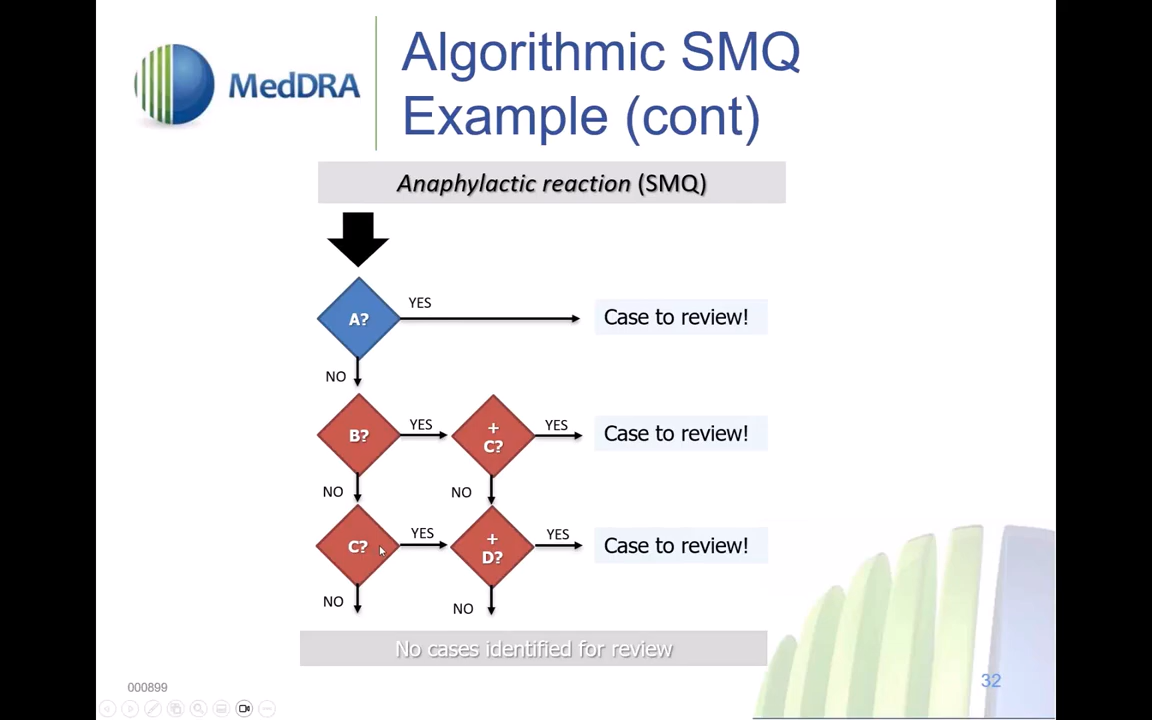 MedDRA
Algorithmic SMQ
Example (cont)
Anaphylactic reaction (SMQ)
A?
YES
Case to review!
NO
B?
YES
+
C?
YES
Case to review!
NO
NO
C?
YES
+
D?
YES
Case to review!
NO
NO
No cases identified for review
000899
32